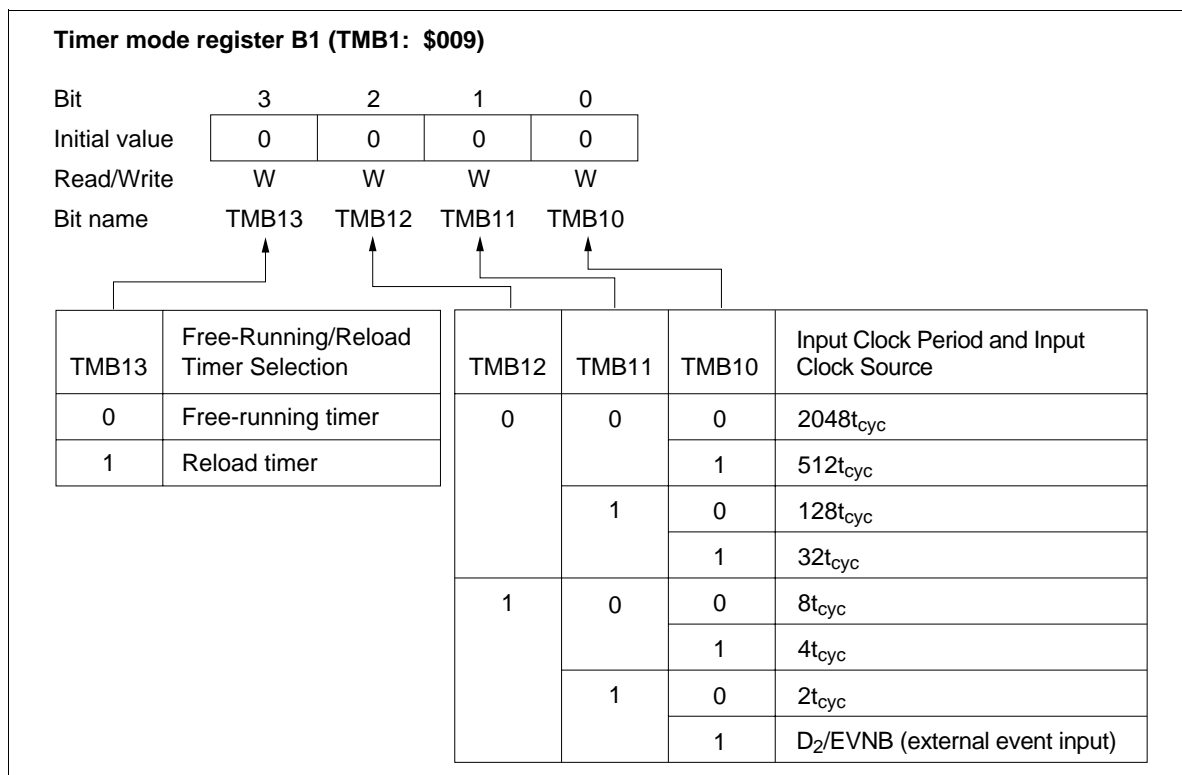 Timer mode register B1 (TMB1: $009)
Bit 3 2 1 0
Initial value 0 0 0 0
Read/Write W W W W
Bit name TMB13 TMB12 TMB11 TMB10
TMB13 Free-Running/Reload Timer Selection
0 Free-running timer
1 Reload timer
TMB12 TMB11 TMB10 Input Clock Period and Input Clock Source
0 0 0 2048tcyc
1 512tcyc
1 0 128tcyc
1 32tcyc
1 0 0 8tcyc
1 4tcyc
1 0 2tcyc
1 D2/EVNB (external event input)